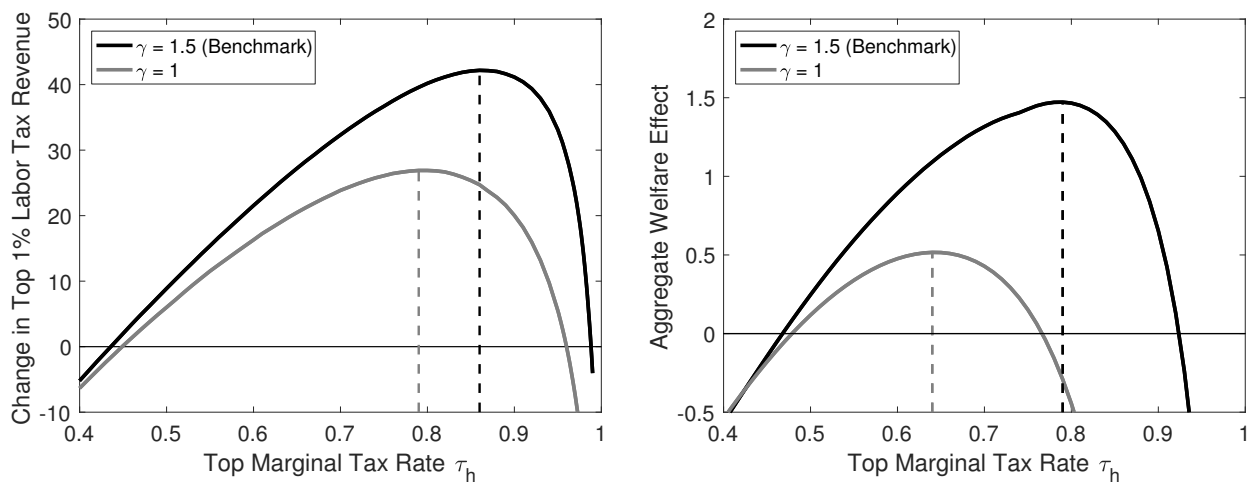 Change in Top 1% Labor Tax Revenue
50
40
30
20
10
0
-10
γ = 1.5 (Benchmark)
γ = 1
0.4 0.5 0.6 0.7 0.8 0.9 1
Top Marginal Tax Rate τh
Aggregate Welfare Effect
2
1.5
1
0.5
0
-0.5
γ = 1.5 (Benchmark)
γ = 1
0.4 0.5 0.6 0.7 0.8 0.9 1
Top Marginal Tax Rate τh